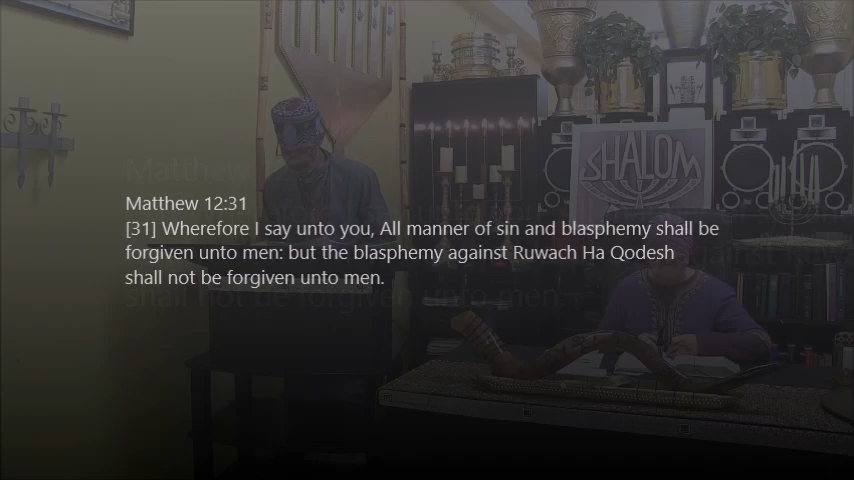 SHALOM
Matthew 12:31
[31] Wherefore I say unto you, All manner of sin and blasphemy shall be
forgiven unto men: but the blasphemy against Ruwach Ha Qodesh
shall not be forgiven unto men.